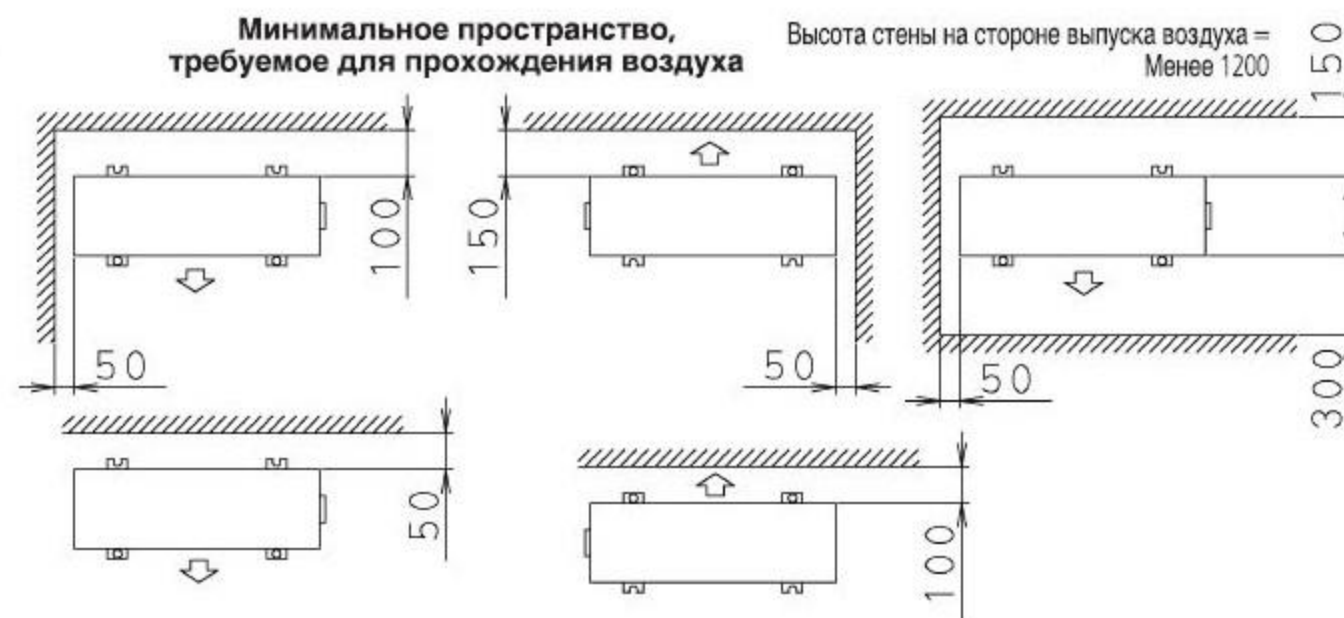 Минимальное пространство,
требуемое для прохождения воздуха
Высота стены на стороне выпуска воздуха =
Менее 1200
100
50
150
50
150
300
50
50
100